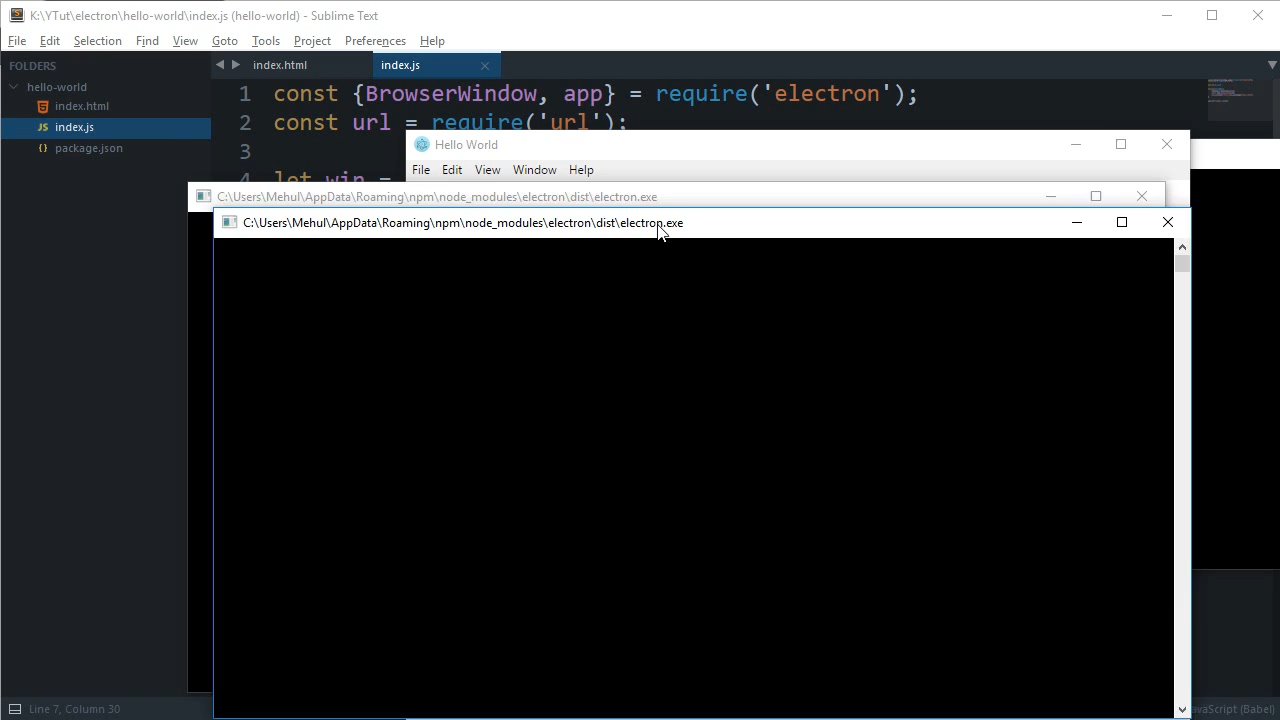 K:\YTut\electron\hello-world\index.js (hello-world) - Sublime Text
File Edit Selection Find View Goto Tools Project Preferences Help
FOLDERS
hello-world
index.html
JS index.js
{} package.json
index.html index.js
1 const {BrowserWindow, app} = require('electron');
2 const url = require('url');
3
4 let win =
Hello World
File Edit View Window Help
C:\Users\Mehul\AppData\Roaming\npm\node_modules\electron\dist\electron.exe
C:\Users\Mehul\AppData\Roaming\npm\node_modules\electron\dist\electron.exe
Line 7, Column 30
vaScript (Babel)